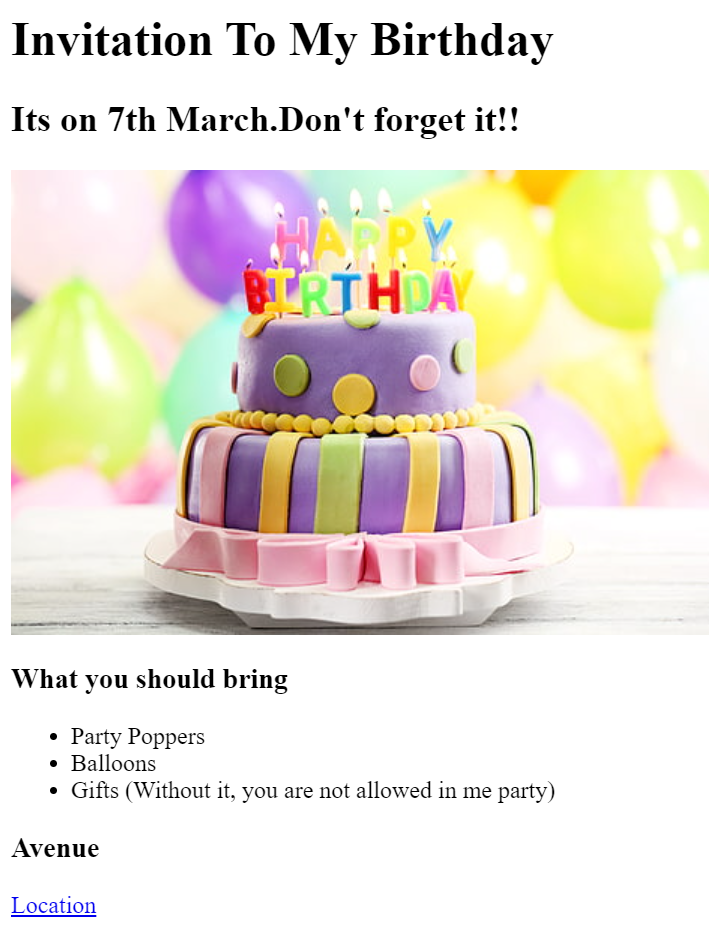 Invitation To My Birthday
Its on 7th March.Don't forget it!!
HAPPY
BIRTHDAY
What you should bring
Party Poppers
Balloons
Gifts (Without it, you are not allowed in me party)
Avenue
Location